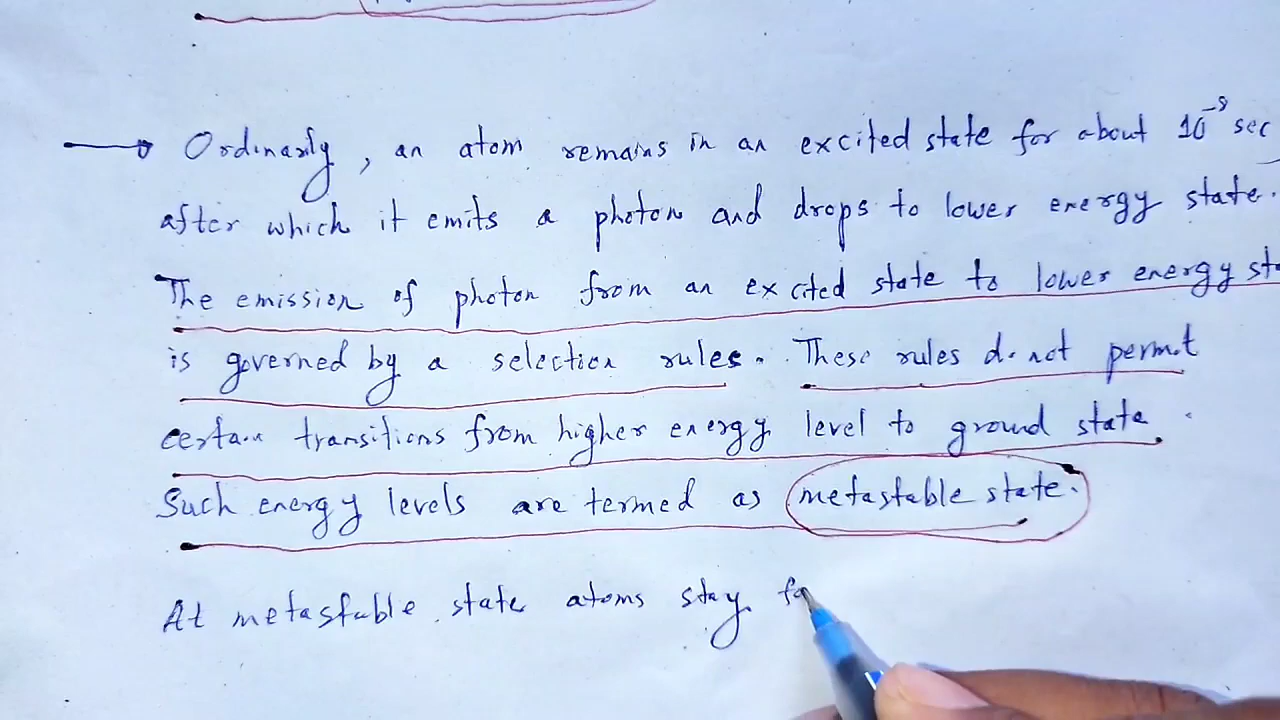 Ordinarily, an atom remains in an excited state for about 10⁻⁸ sec
after which it emits a photon and drops to lower energy state.
The emission of photon from an excited state to lower energy sta
is governed by a selection rules. These rules do not permit
certain transitions from higher energy level to ground state.
Such energy levels are termed as metastable state.
At metastable state atoms stay fo